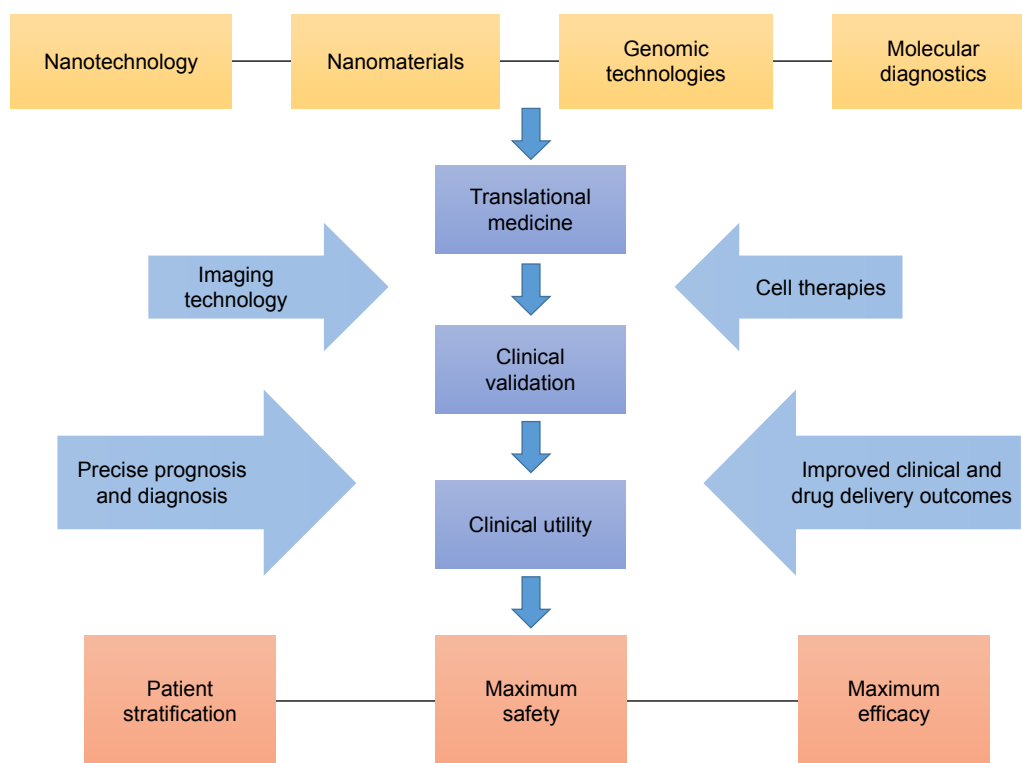 Nanotechnology
Nanomaterials
Genomic
technologies
Molecular
diagnostics
Translational
medicine
Imaging
technology
Cell therapies
Clinical
validation
Precise prognosis
and diagnosis
Improved clinical and
drug delivery outcomes
Clinical utility
Patient
stratification
Maximum
safety
Maximum
efficacy